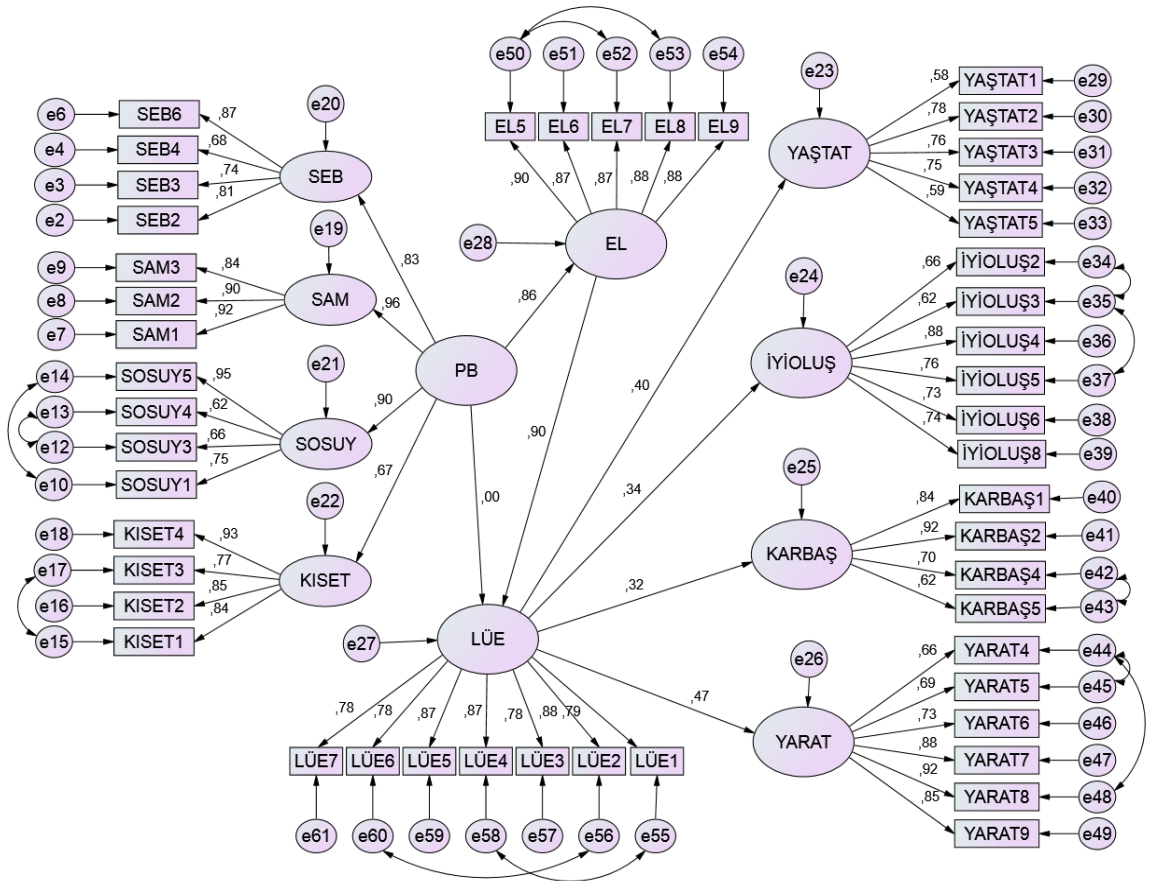 e50 e51 e52 e53 e54
EL5 EL6 EL7 EL8 EL9
,90 ,87 ,87 ,88 ,88
e28 EL
e6 SEB6 ,87
e4 SEB4 ,68
e3 SEB3 ,74
e2 SEB2 ,81
e20
SEB
,83
e9 SAM3 ,84
e8 SAM2 ,90
e7 SAM1 ,92
e19
SAM
,96
,86
PB
e14 SOSUY5 ,95
e13 SOSUY4 ,62
e12 SOSUY3 ,66
e10 SOSUY1 ,75
e21
SOSUY
,90
e18 KISET4 ,93
e17 KISET3 ,77
e16 KISET2 ,85
e15 KISET1 ,84
e22
KISET
,67
,00
,90
e27 LÜE
,78 ,78 ,87 ,87 ,78 ,88 ,79
LÜE7 LÜE6 LÜE5 LÜE4 LÜE3 LÜE2 LÜE1
e61 e60 e59 e58 e57 e56 e55
,40
e23
YAŞTAT
,58 YAŞTAT1 e29
,78 YAŞTAT2 e30
,76 YAŞTAT3 e31
,75 YAŞTAT4 e32
,59 YAŞTAT5 e33
,34
e24
İYİOLUŞ
,66 İYİOLUŞ2 e34
,62 İYİOLUŞ3 e35
,88 İYİOLUŞ4 e36
,76 İYİOLUŞ5 e37
,73 İYİOLUŞ6 e38
,74 İYİOLUŞ8 e39
,32
e25
KARBAŞ
,84 KARBAŞ1 e40
,92 KARBAŞ2 e41
,70 KARBAŞ4 e42
,62 KARBAŞ5 e43
,47
e26
YARAT
,66 YARAT4 e44
,69 YARAT5 e45
,73 YARAT6 e46
,88 YARAT7 e47
,92 YARAT8 e48
,85 YARAT9 e49